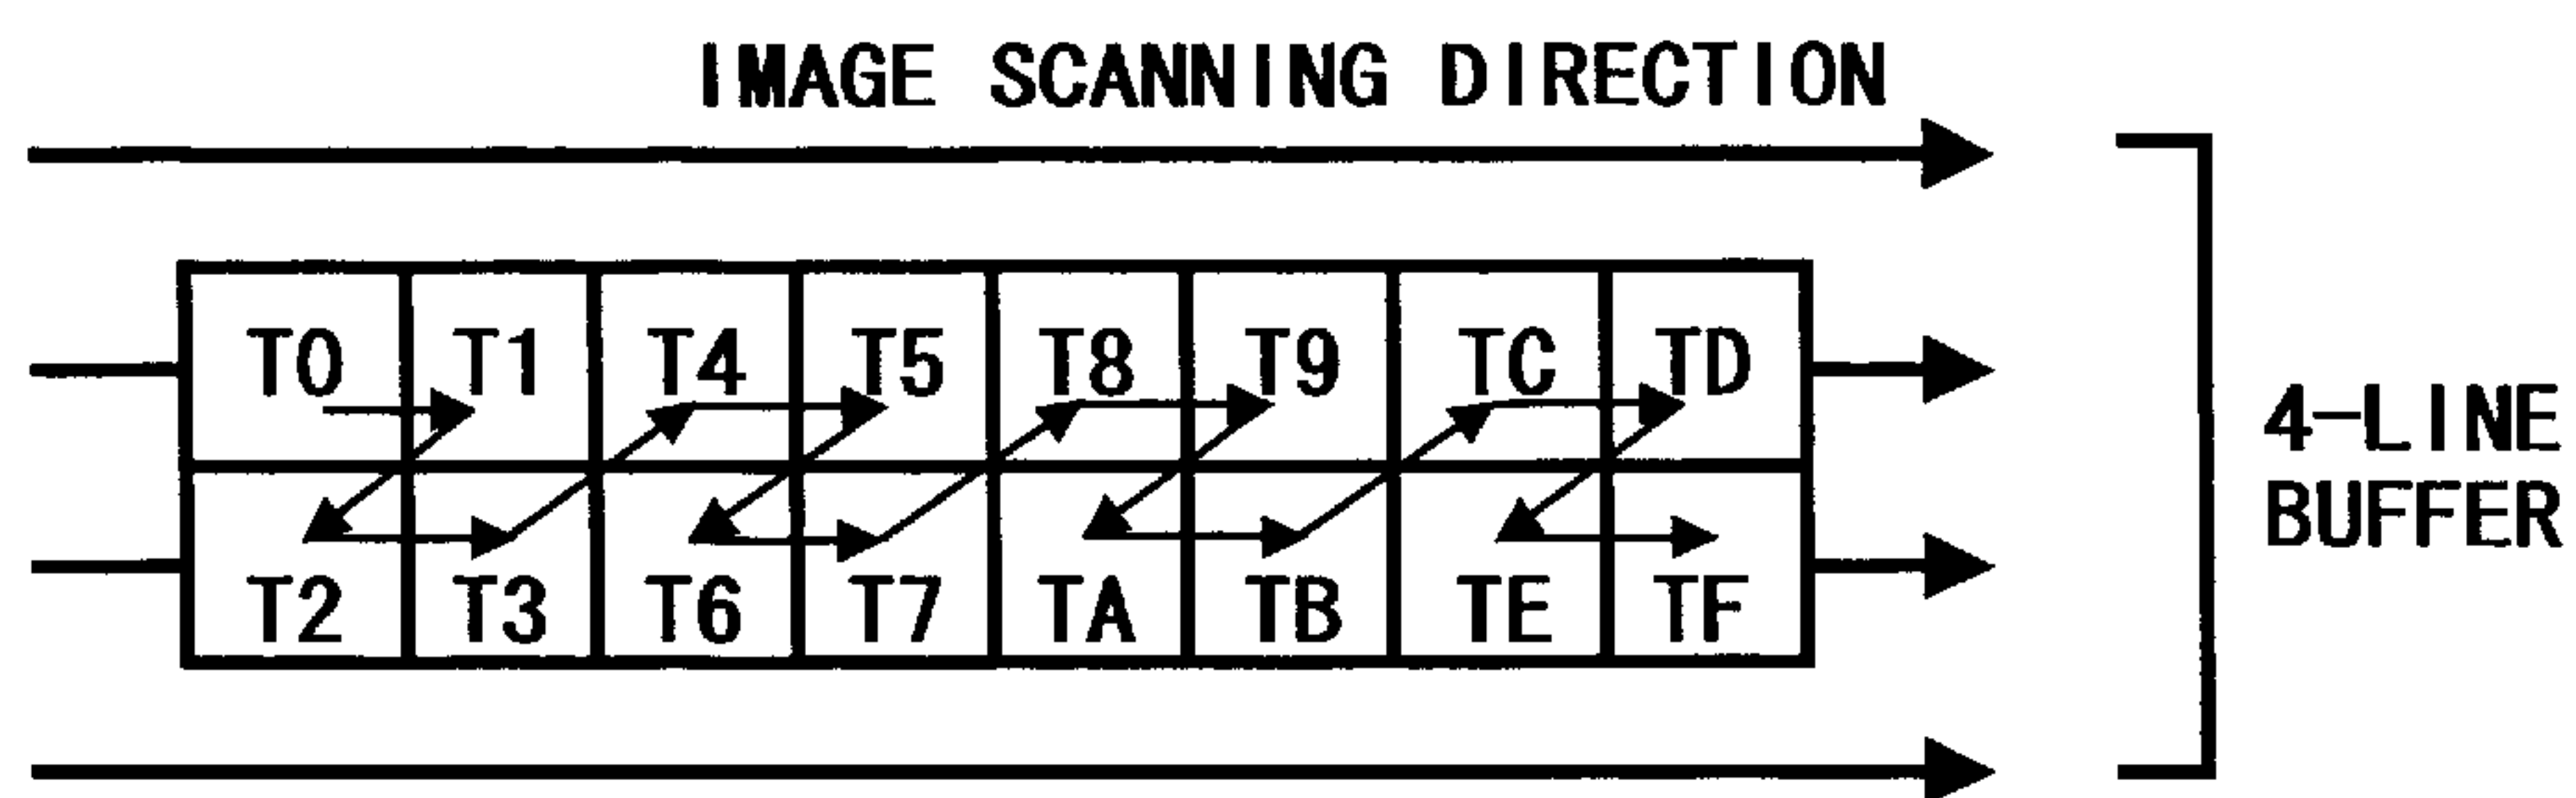 IMAGE SCANNING DIRECTION
T0 T1 T4 T5 T8 T9 TC TD
T2 T3 T6 T7 TA TB TE TF
4-LINE
BUFFER